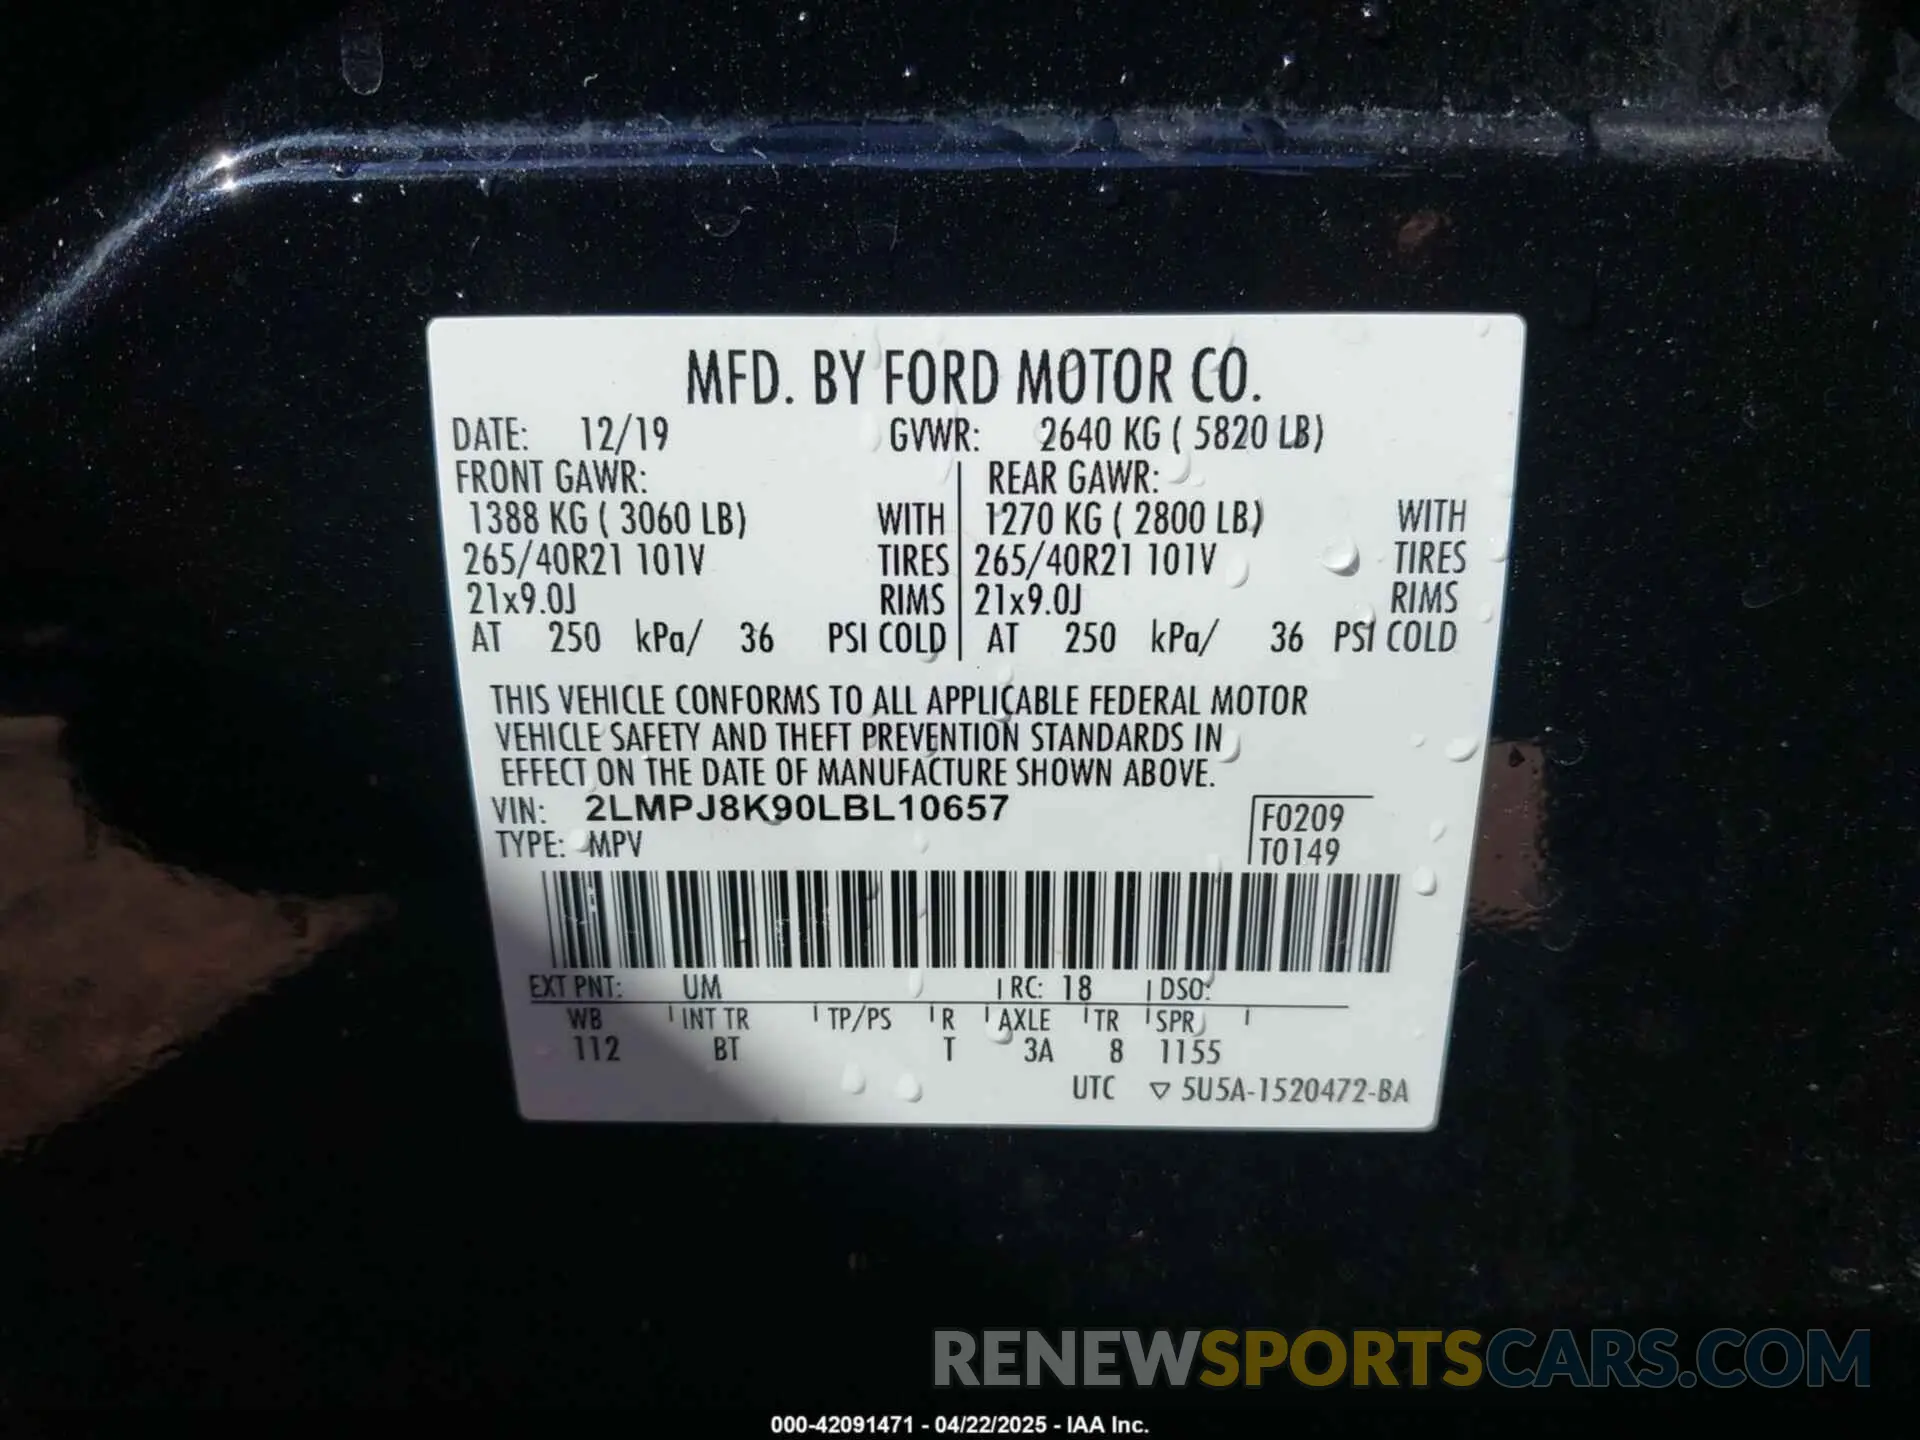 MFD. BY FORD MOTOR CO.
DATE: 12/19 GVWR: 2640 KG ( 5820 LB)
FRONT GAWR: REAR GAWR:
1388 KG ( 3060 LB) WITH 1270 KG ( 2800 LB) WITH
265/40R21 101V TIRES 265/40R21 101V TIRES
21x9.0J RIMS 21x9.0J RIMS
AT 250 kPa/ 36 PSI COLD AT 250 kPa/ 36 PSI COLD
THIS VEHICLE CONFORMS TO ALL APPLICABLE FEDERAL MOTOR
VEHICLE SAFETY AND THEFT PREVENTION STANDARDS IN
EFFECT ON THE DATE OF MANUFACTURE SHOWN ABOVE.
VIN: 2LMPJ8K90LBL10657 F0209
TYPE: MPV T0149
EXT PNT: UM RC: 18 DSO:
WB INT TR TP/PS R AXLE TR SPR
112 BT T 3A 8 1155
UTC ▽ 5U5A-1520472-BA
RENEWSPORTSCARS.COM
000-42091471 - 04/22/2025 - IAA Inc.